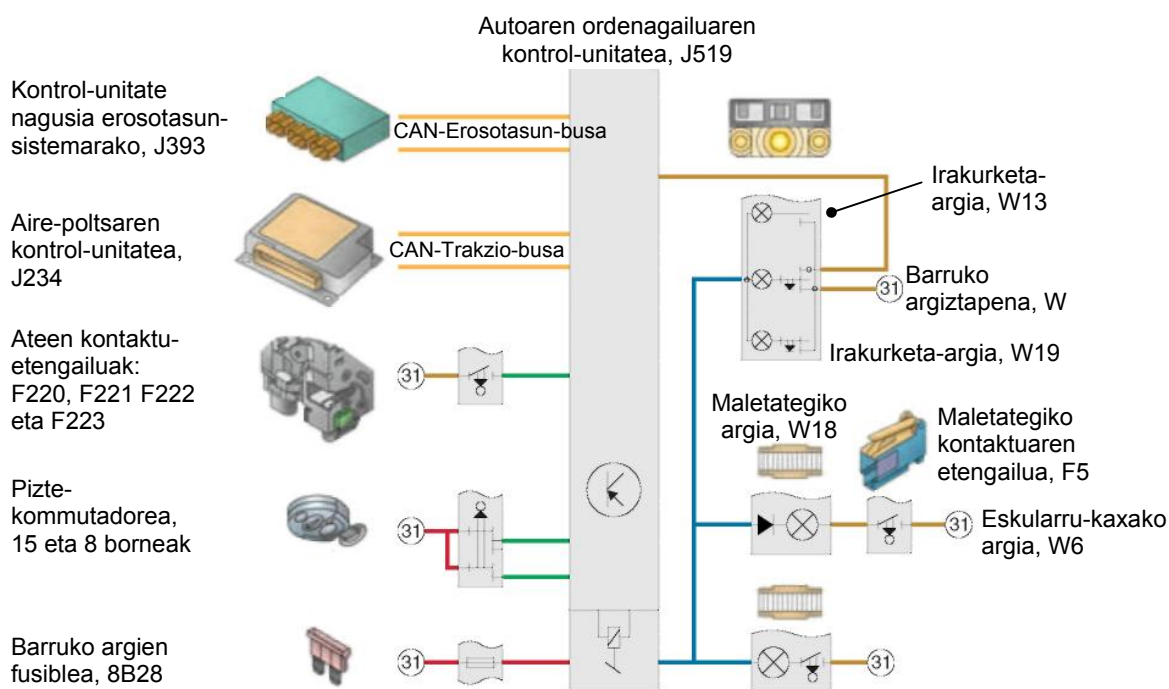 Autoaren ordenagailuaren
kontrol-unitatea, J519
Kontrol-unitate
nagusia erosotasun-
sistemarako, J393
CAN-Erosotasun-busa
Irakurketa-
argia, W13
Aire-poltsaren
kontrol-unitatea,
J234
CAN-Trakzio-busa
31
Barruko
argiztapena, W
Irakurketa-argia, W19
Ateen kontaktu-
etengailuak:
F220, F221 F222
eta F223
31
Maletategiko
argia, W18
Maletategiko
kontaktuaren
etengailua, F5
Pizte-
kommutadorea,
15 eta 8 borneak
31
31
Eskularru-kaxako
argia, W6
Barruko argien
fusiblea, 8B28
31
31